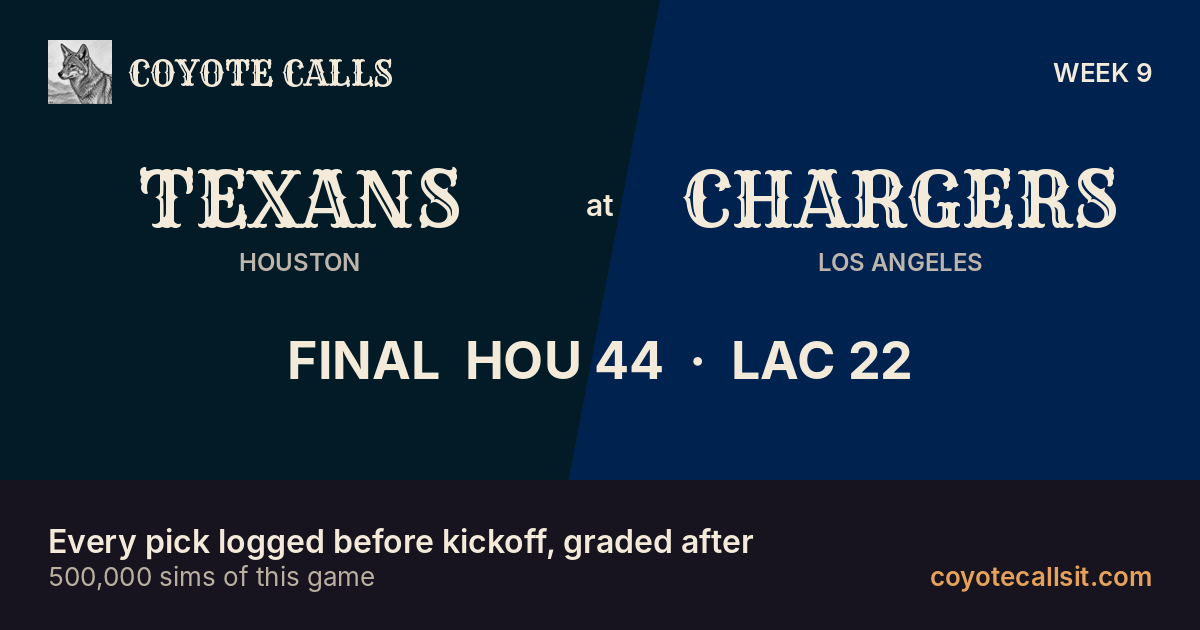 COYOTE CALLS
WEEK 9
TEXANS at CHARGERS
HOUSTON
LOS ANGELES
FINAL HOU 44 · LAC 22
Every pick logged before kickoff, graded after
500,000 sims of this game
coyotecallsit.com